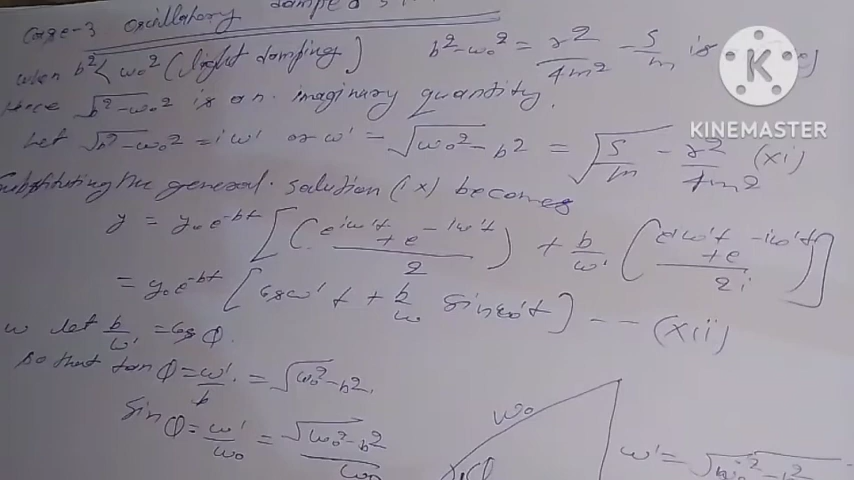 Case-3 oscillatory damped
when b² < ω₀² (light damping) b²-ω₀² = r²/4m² - s/m is
Hence √b²-ω₀² is an imaginary quantity.
Let √b²-ω₀² = iω' or ω' = √ω₀²-b² = √s/m - r²/4m² (xi)
Substituting the general solution (ix) becomes
y = y₀e^-bt [(e^iω't + e^-iω't / 2) + b/ω' (e^iω't + e^-iω't / 2i)]
= y₀e^-bt [Cos ω't + b/ω sin ω't] -- (xii)
w let b/ω' = Cos φ.
so that tan φ = ω'/b = √ω₀²-b²,
sin φ = ω'/ω₀ = √ω₀²-b² / ω₀
ω₀
φ
ω' = √ω₀²-b²
K
KINEMASTER